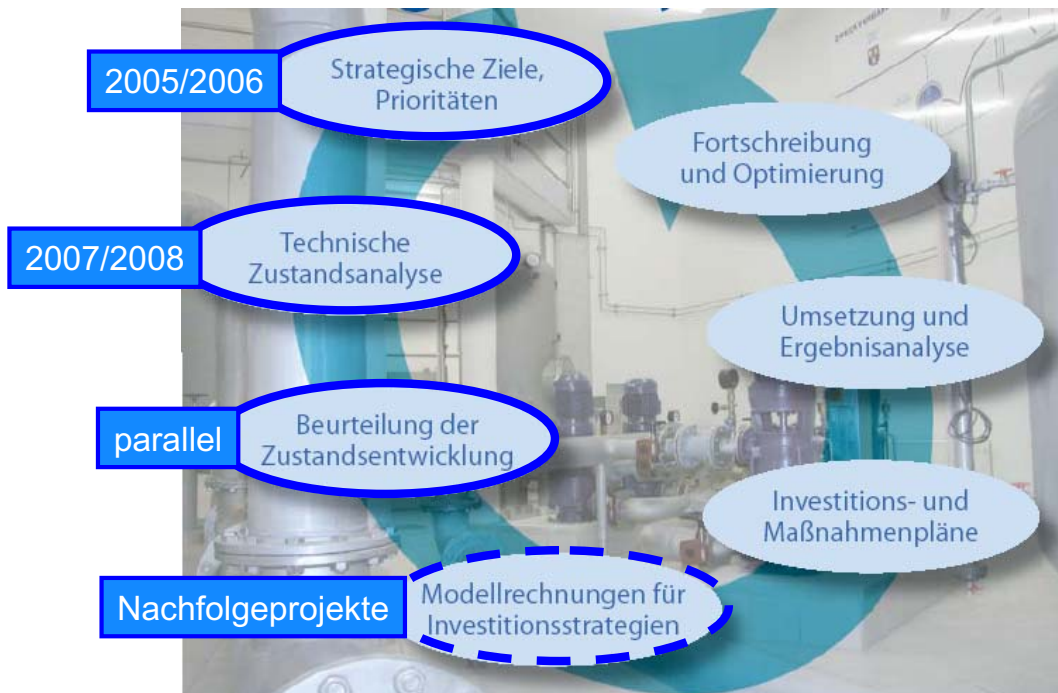 2005/2006
Strategische Ziele,
Prioritäten
Fortschreibung
und Optimierung
2007/2008
Technische
Zustandsanalyse
Umsetzung und
Ergebnisanalyse
parallel
Beurteilung der
Zustandsentwicklung
Investitions- und
Maßnahmenpläne
Nachfolgeprojekte
Modellrechnungen für
Investitionsstrategien